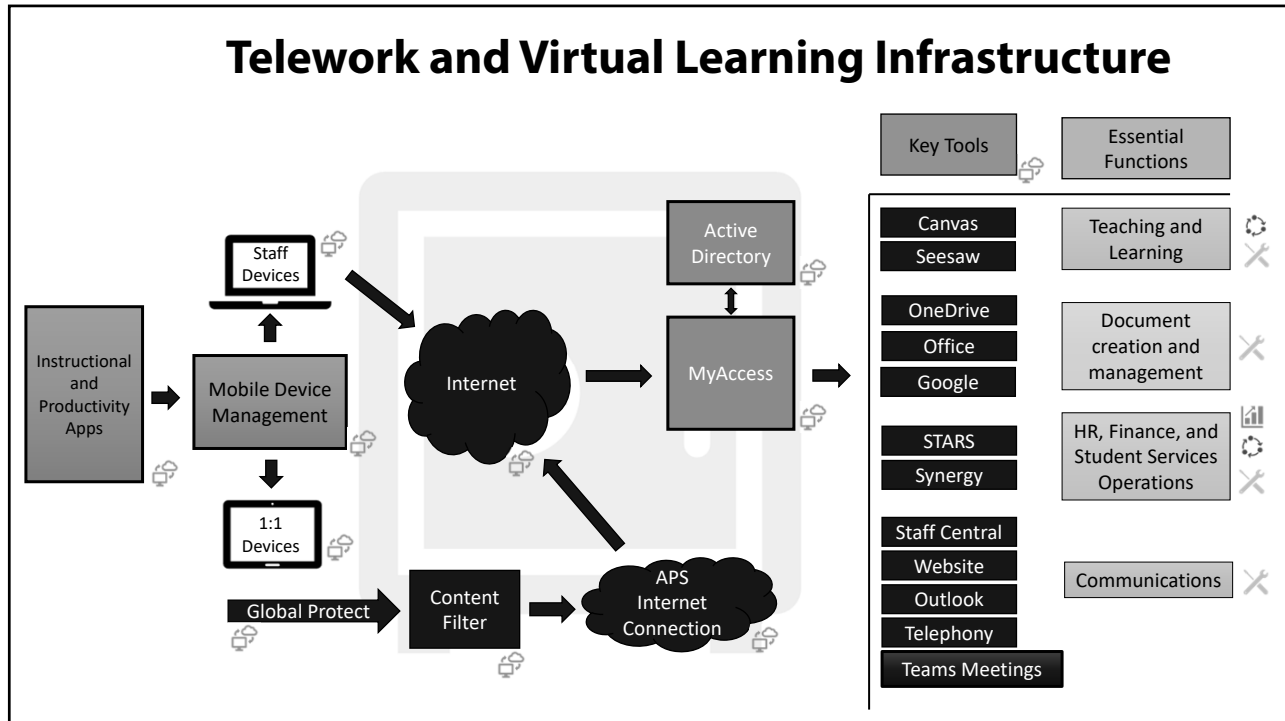 Telework and Virtual Learning Infrastructure
Key Tools
Essential
Functions
Instructional
and
Productivity
Apps
Mobile Device
Management
Staff
Devices
1:1
Devices
Global Protect
Content
Filter
APS
Internet
Connection
Internet
Active
Directory
MyAccess
Canvas
Seesaw
Teaching and
Learning
OneDrive
Office
Google
Document
creation and
management
STARS
Synergy
HR, Finance, and
Student Services
Operations
Staff Central
Website
Outlook
Telephony
Teams Meetings
Communications